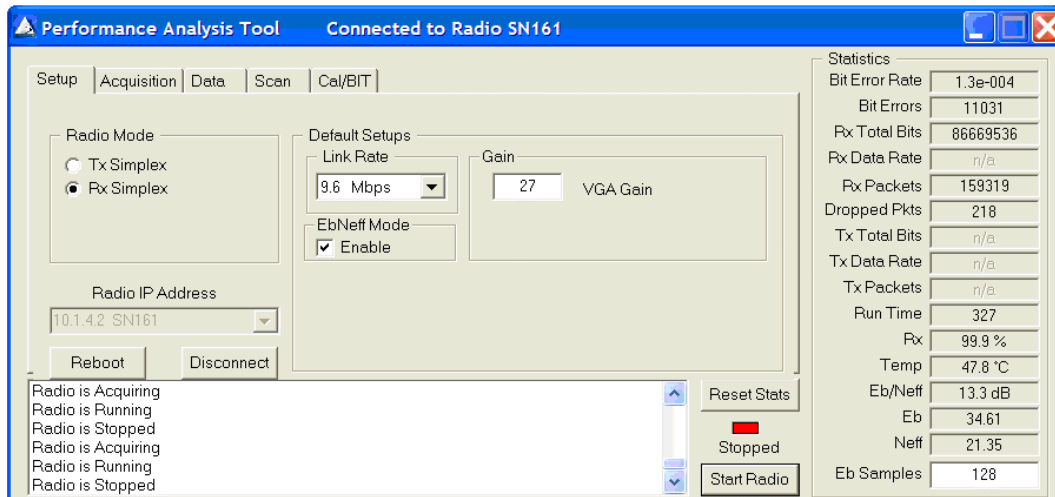 Performance Analysis Tool Connected to Radio SN161
Setup Acquisition Data Scan Cal/BIT
Radio Mode
Tx Simplex
Rx Simplex
Radio IP Address
10.1.4.2 SN161
Reboot Disconnect
Default Setups
Link Rate
9.6 Mbps
EbNeff Mode
Enable
Gain
27 VGA Gain
Radio is Acquiring
Radio is Running
Radio is Stopped
Radio is Acquiring
Radio is Running
Radio is Stopped
Reset Stats
Stopped
Start Radio
Statistics
Bit Error Rate 1.3e-004
Bit Errors 11031
Rx Total Bits 86669536
Rx Data Rate n/a
Rx Packets 159319
Dropped Pkts 218
Tx Total Bits n/a
Tx Data Rate n/a
Tx Packets n/a
Run Time 327
Rx 99.9 %
Temp 47.8 °C
Eb/Neff 13.3 dB
Eb 34.61
Neff 21.35
Eb Samples 128